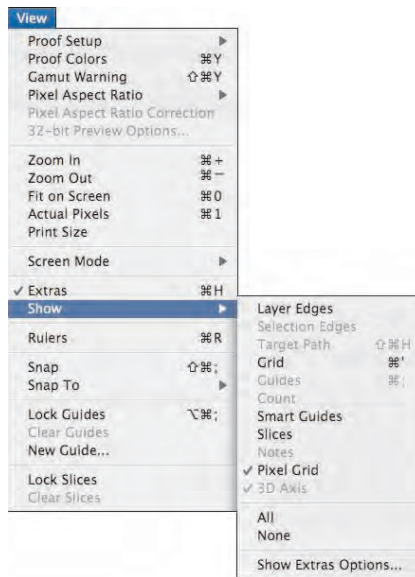 View
Proof Setup
Proof Colors ⌘Y
Gamut Warning ⇧⌘Y
Pixel Aspect Ratio
Pixel Aspect Ratio Correction
32-bit Preview Options...
Zoom In ⌘+
Zoom Out ⌘−
Fit on Screen ⌘0
Actual Pixels ⌘1
Print Size
Screen Mode
✓ Extras ⌘H
Show
Rulers ⌘R
Snap ⇧⌘;
Snap To
Lock Guides ⌥⌘;
Clear Guides
New Guide...
Lock Slices
Clear Slices
Layer Edges
Selection Edges
Target Path ⇧⌘H
Grid ⌘'
Guides ⌘;
Count
Smart Guides
Slices
Notes
✓ Pixel Grid
✓ 3D Axis
All
None
Show Extras Options...